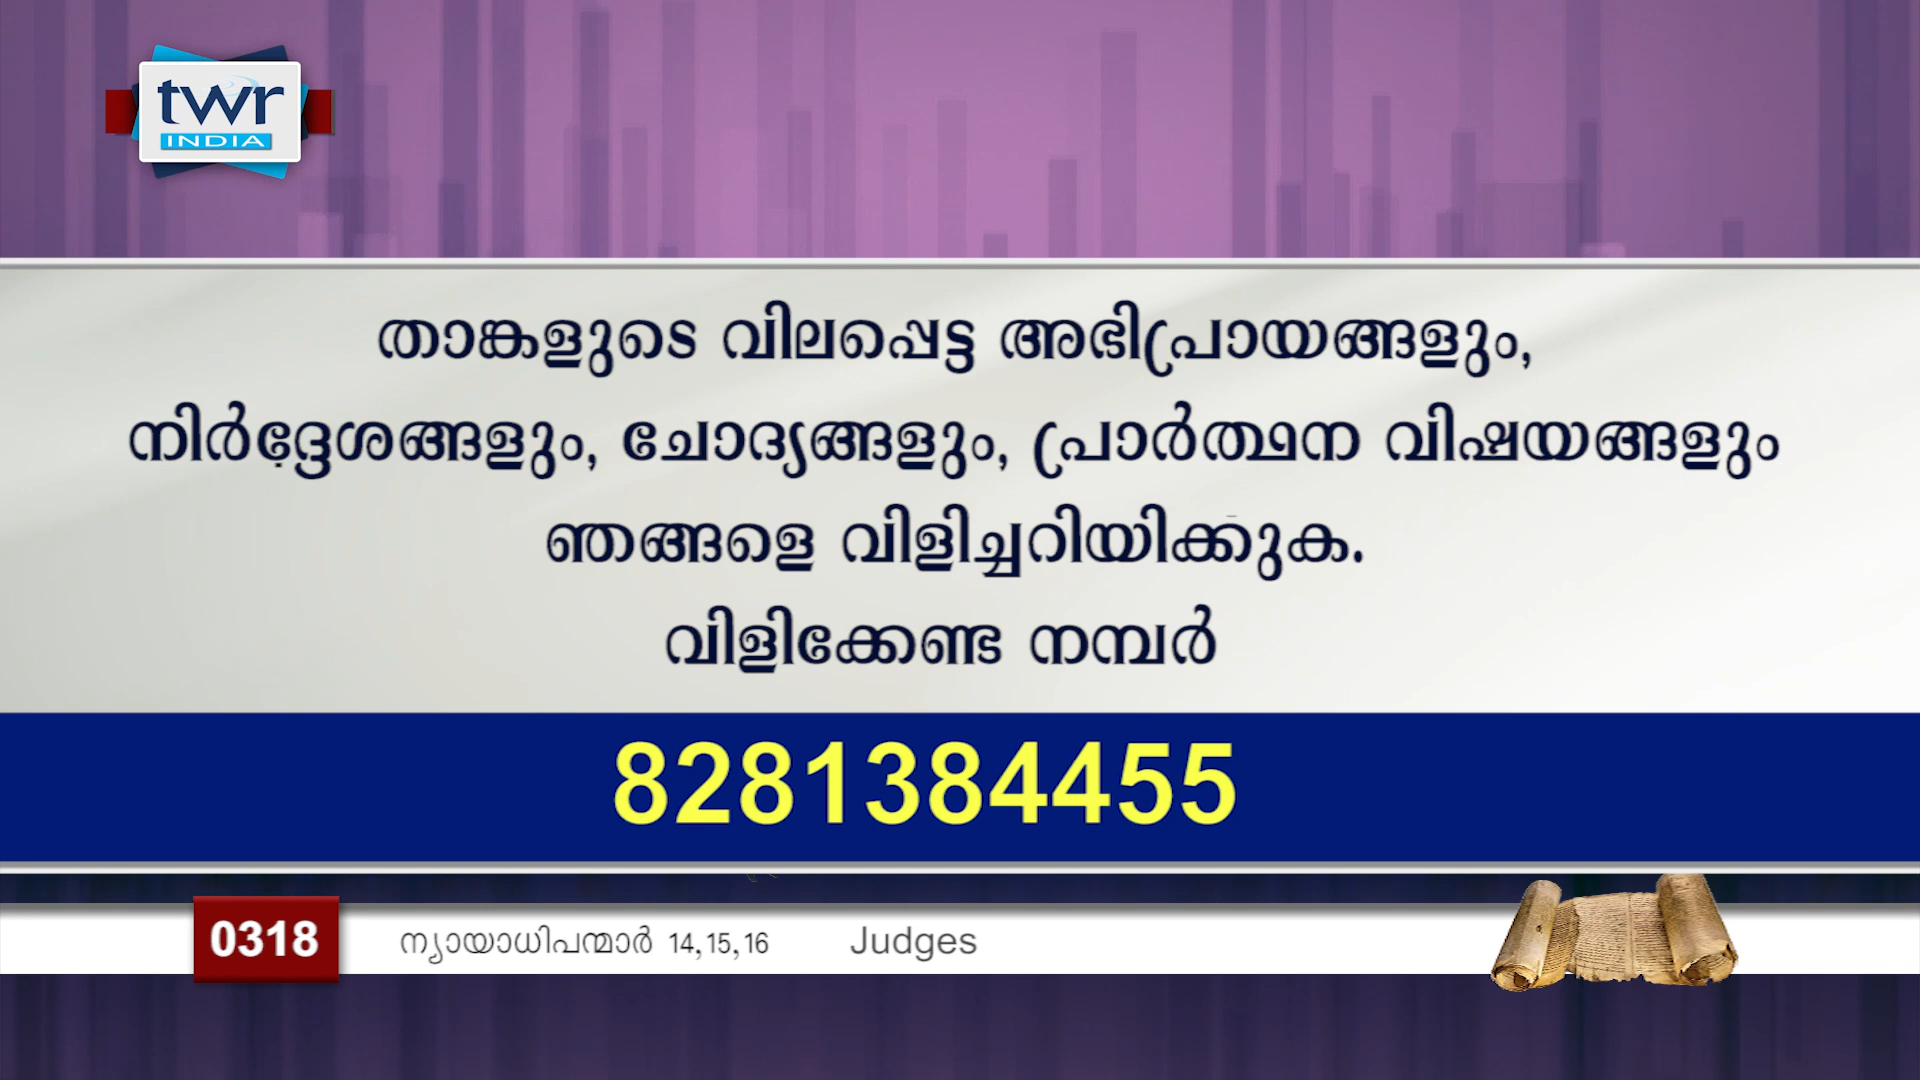 twr
INDIA
താങ്കളുടെ വിലപ്പെട്ട അഭിപ്രായങ്ങളും,
നിർദ്ദേശങ്ങളും, ചോദ്യങ്ങളും, പ്രാർത്ഥന വിഷയങ്ങളും
ഞങ്ങളെ വിളിച്ചറിയിക്കുക.
വിളിക്കേണ്ട നമ്പർ
8281384455
0318 ന്യായാധിപന്മാർ 14,15,16 Judges